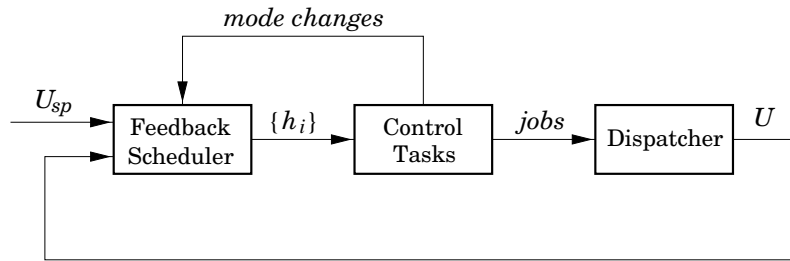 mode changes
U_sp
Feedback
Scheduler
{h_i}
Control
Tasks
jobs
Dispatcher
U